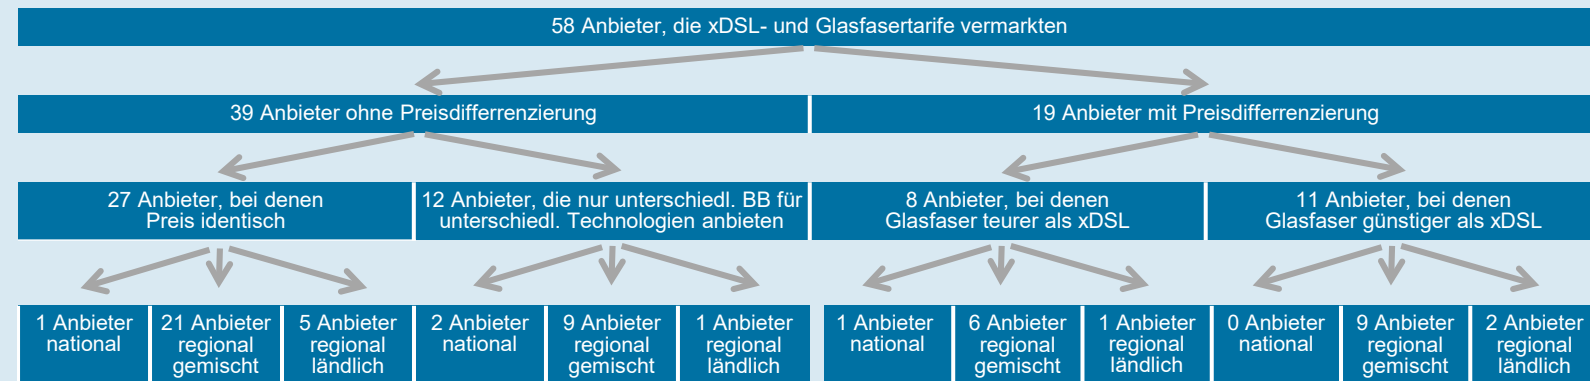 58 Anbieter, die xDSL- und Glasfasertarife vermarkten
39 Anbieter ohne Preisdifferrenzierung
19 Anbieter mit Preisdifferrenzierung
27 Anbieter, bei denen
Preis identisch
12 Anbieter, die nur unterschiedl. BB für
unterschiedl. Technologien anbieten
8 Anbieter, bei denen
Glasfaser teurer als xDSL
11 Anbieter, bei denen
Glasfaser günstiger als xDSL
1 Anbieter
national
21 Anbieter
regional
gemischt
5 Anbieter
regional
ländlich
2 Anbieter
national
9 Anbieter
regional
gemischt
1 Anbieter
regional
ländlich
1 Anbieter
national
6 Anbieter
regional
gemischt
1 Anbieter
regional
ländlich
0 Anbieter
national
9 Anbieter
regional
gemischt
2 Anbieter
regional
ländlich